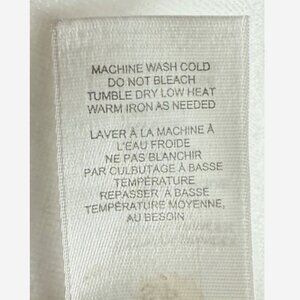 MACHINE WASH COLD
DO NOT BLEACH
TUMBLE DRY LOW HEAT
WARM IRON AS NEEDED
LAVER À LA MACHINE À
L'EAU FROIDE
NE PAS BLANCHIR
PAR CULBUTAGE À BASSE
TEMPÉRATURE
REPASSER À BASSE
TEMPÉRATURE MOYENNE,
AU BESOIN